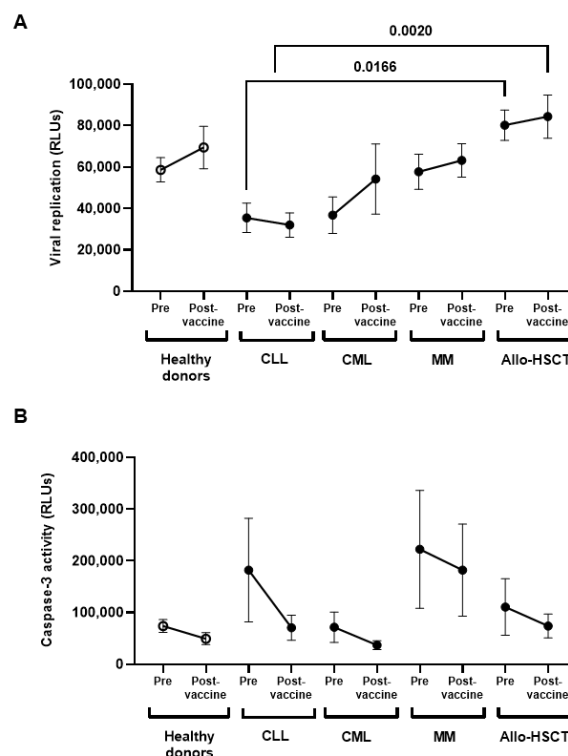 A
0.0020
0.0166
Viral replication (RLUs)
100,000
80,000
60,000
40,000
20,000
0
Pre Post-vaccine Pre Post-vaccine Pre Post-vaccine Pre Post-vaccine Pre Post-vaccine
Healthy donors CLL CML MM Allo-HSCT
B
Caspase-3 activity (RLUs)
400,000
300,000
200,000
100,000
0
Pre Post-vaccine Pre Post-vaccine Pre Post-vaccine Pre Post-vaccine Pre Post-vaccine
Healthy donors CLL CML MM Allo-HSCT